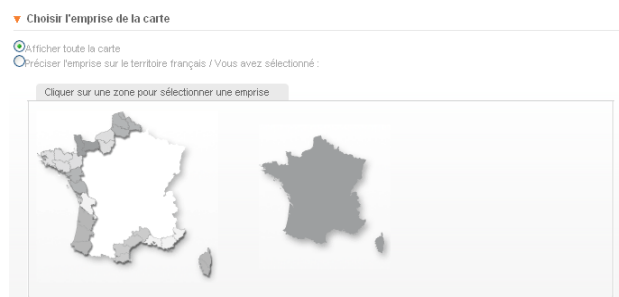 Choisir l'emprise de la carte
Afficher toute la carte
Préciser l'emprise sur le territoire français / Vous avez sélectionné :
Cliquer sur une zone pour sélectionner une emprise